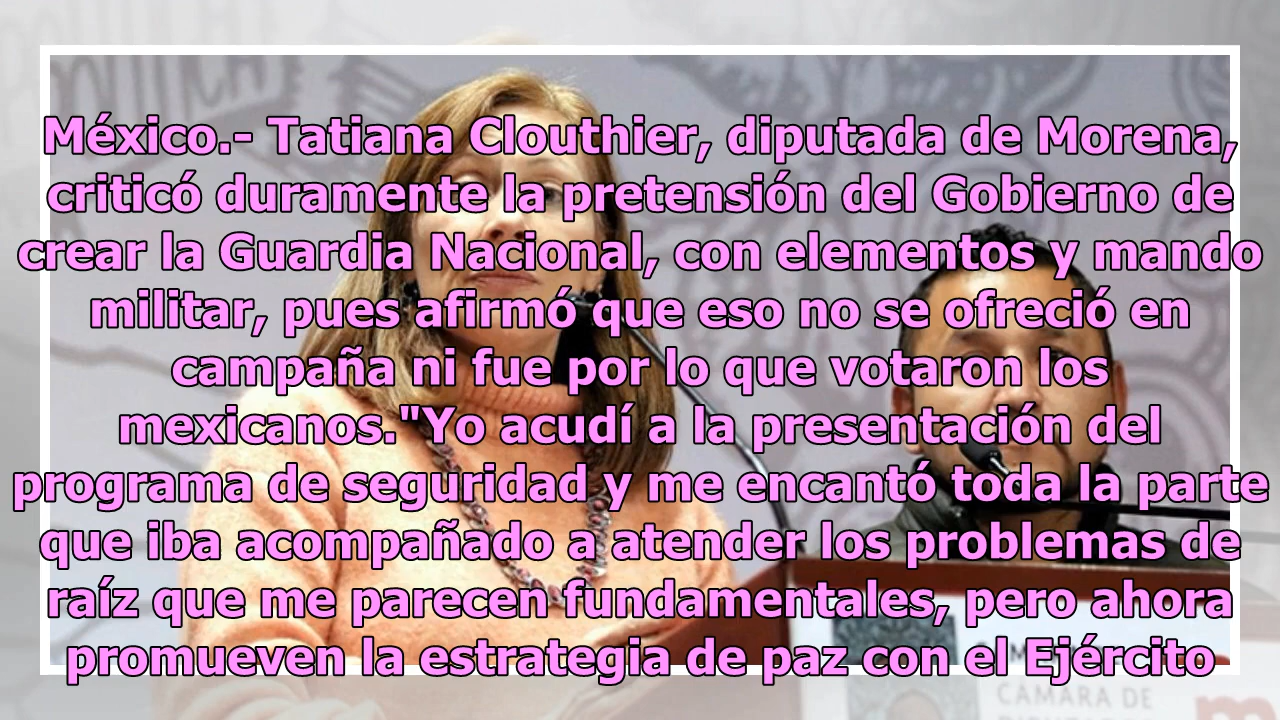 México.- Tatiana Clouthier, diputada de Morena,
criticó duramente la pretensión del Gobierno de
crear la Guardia Nacional, con elementos y mando
militar, pues afirmó que eso no se ofreció en
campaña ni fue por lo que votaron los
mexicanos."Yo acudí a la presentación del
programa de seguridad y me encantó toda la parte
que iba acompañado a atender los problemas de
raíz que me parecen fundamentales, pero ahora
promueven la estrategia de paz con el Ejército
CÁMARA DE